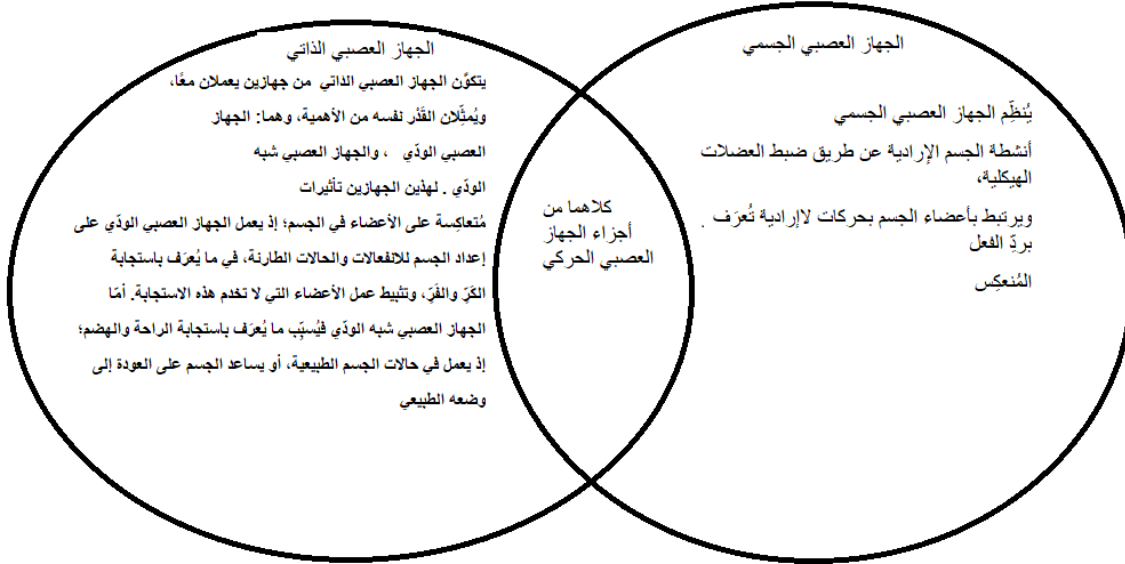 الجهاز العصبي الجسمي
يُنظِّم الجهاز العصبي الجسمي
أنشطة الجسم الإرادية عن طريق ضبط العضلات
الهيكلية،
ويرتبط بأعضاء الجسم بحركات لاإرادية تُعرَف .
بردِّ الفعل
المُنعكِس
كلاهما من
أجزاء الجهاز
العصبي الحركي
الجهاز العصبي الذاتي
يتكوَّن الجهاز العصبي الذاتي من جهازين يعملان معًا،
ويُمثِّلان القَدْر نفسه من الأهمية، وهما: الجهاز
العصبي الودّي ، والجهاز العصبي شبه
الودّي . لهذين الجهازين تأثيرات
مُتعاكِسة على الأعضاء في الجسم؛ إذ يعمل الجهاز العصبي الودّي على
إعداد الجسم للانفعالات والحالات الطارئة، في ما يُعرَف باستجابة
الكَرّ والفَرّ، وتثبيط عمل الأعضاء التي لا تخدم هذه الاستجابة. أمّا
الجهاز العصبي شبه الودّي فيُسبِّب ما يُعرَف باستجابة الراحة والهضم؛
إذ يعمل في حالات الجسم الطبيعية، أو يساعد الجسم على العودة إلى
وضعه الطبيعي